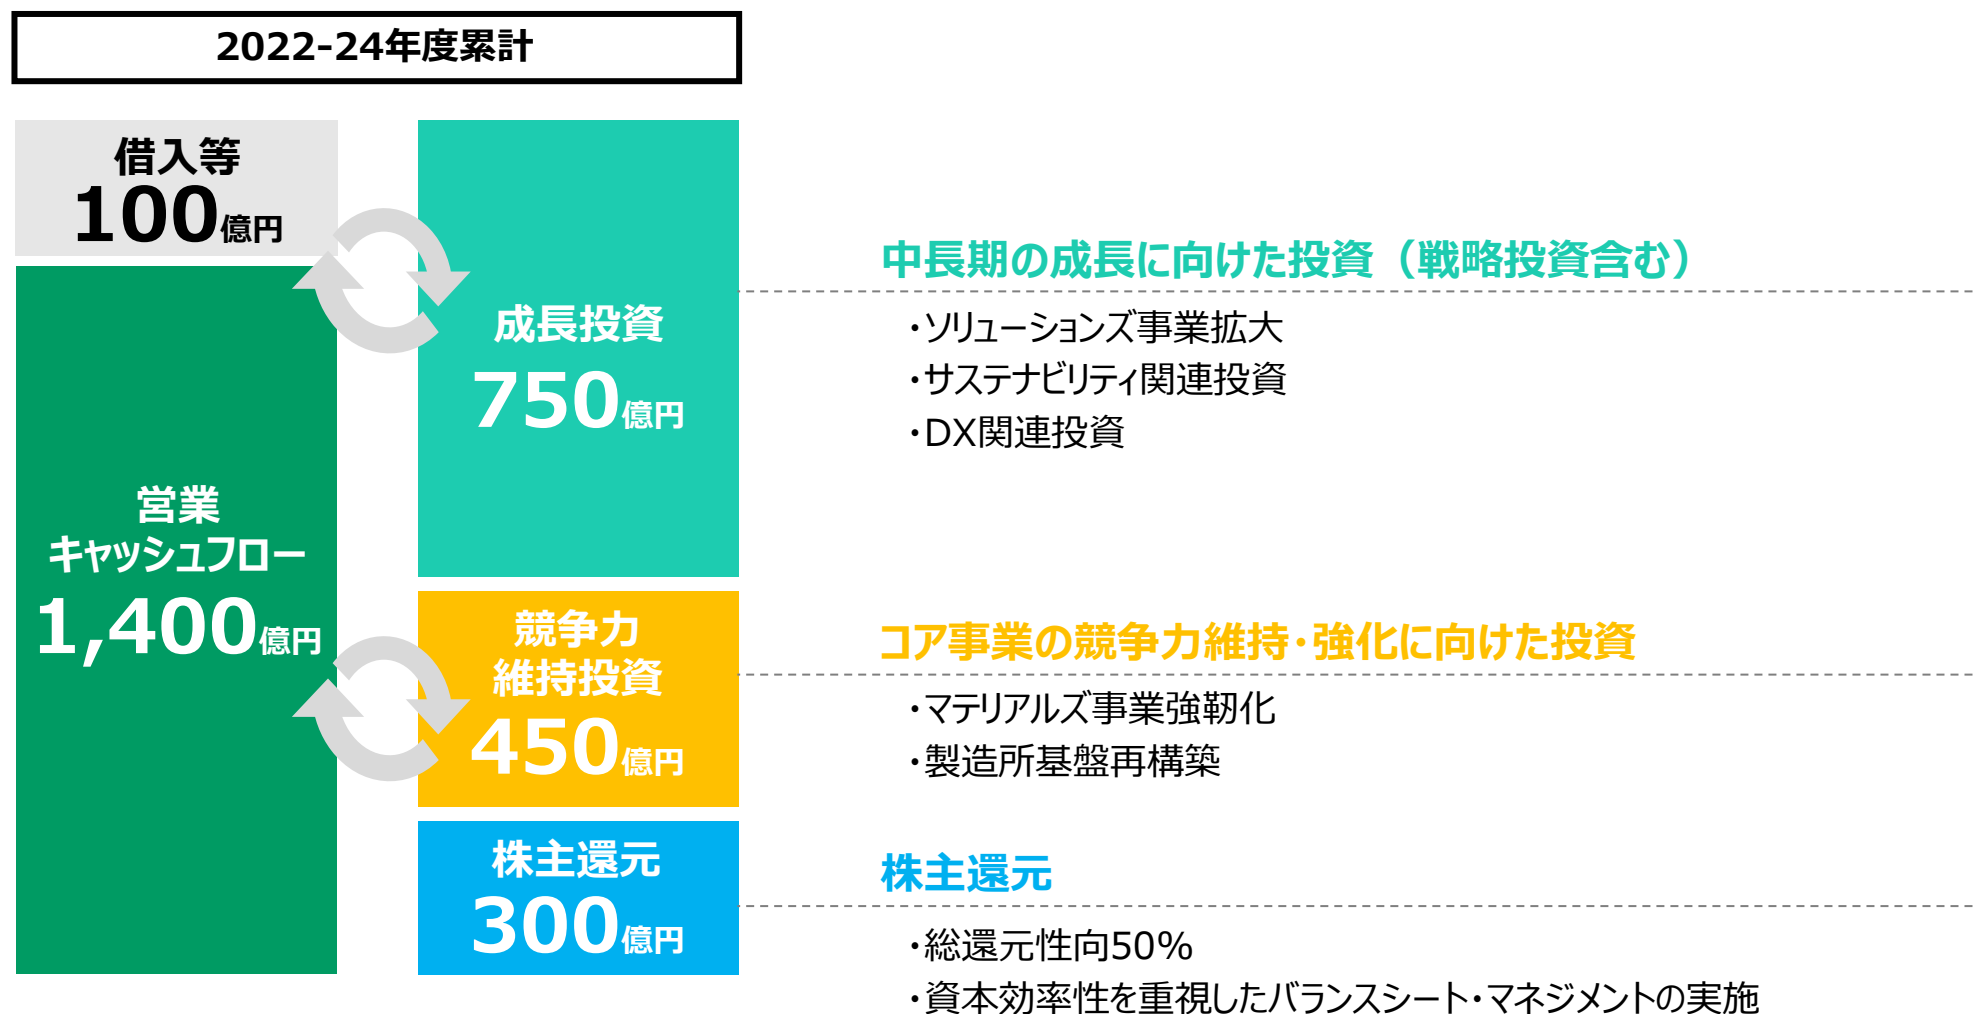 2022-24年度累計
借入等
100億円
営業
キャッシュフロー
1,400億円
成長投資
750億円
競争力
維持投資
450億円
株主還元
300億円
中長期の成長に向けた投資（戦略投資含む）
・ソリューションズ事業拡大
・サステナビリティ関連投資
・DX関連投資
コア事業の競争力維持・強化に向けた投資
・マテリアルズ事業強靭化
・製造所基盤再構築
株主還元
・総還元性向50%
・資本効率性を重視したバランスシート・マネジメントの実施